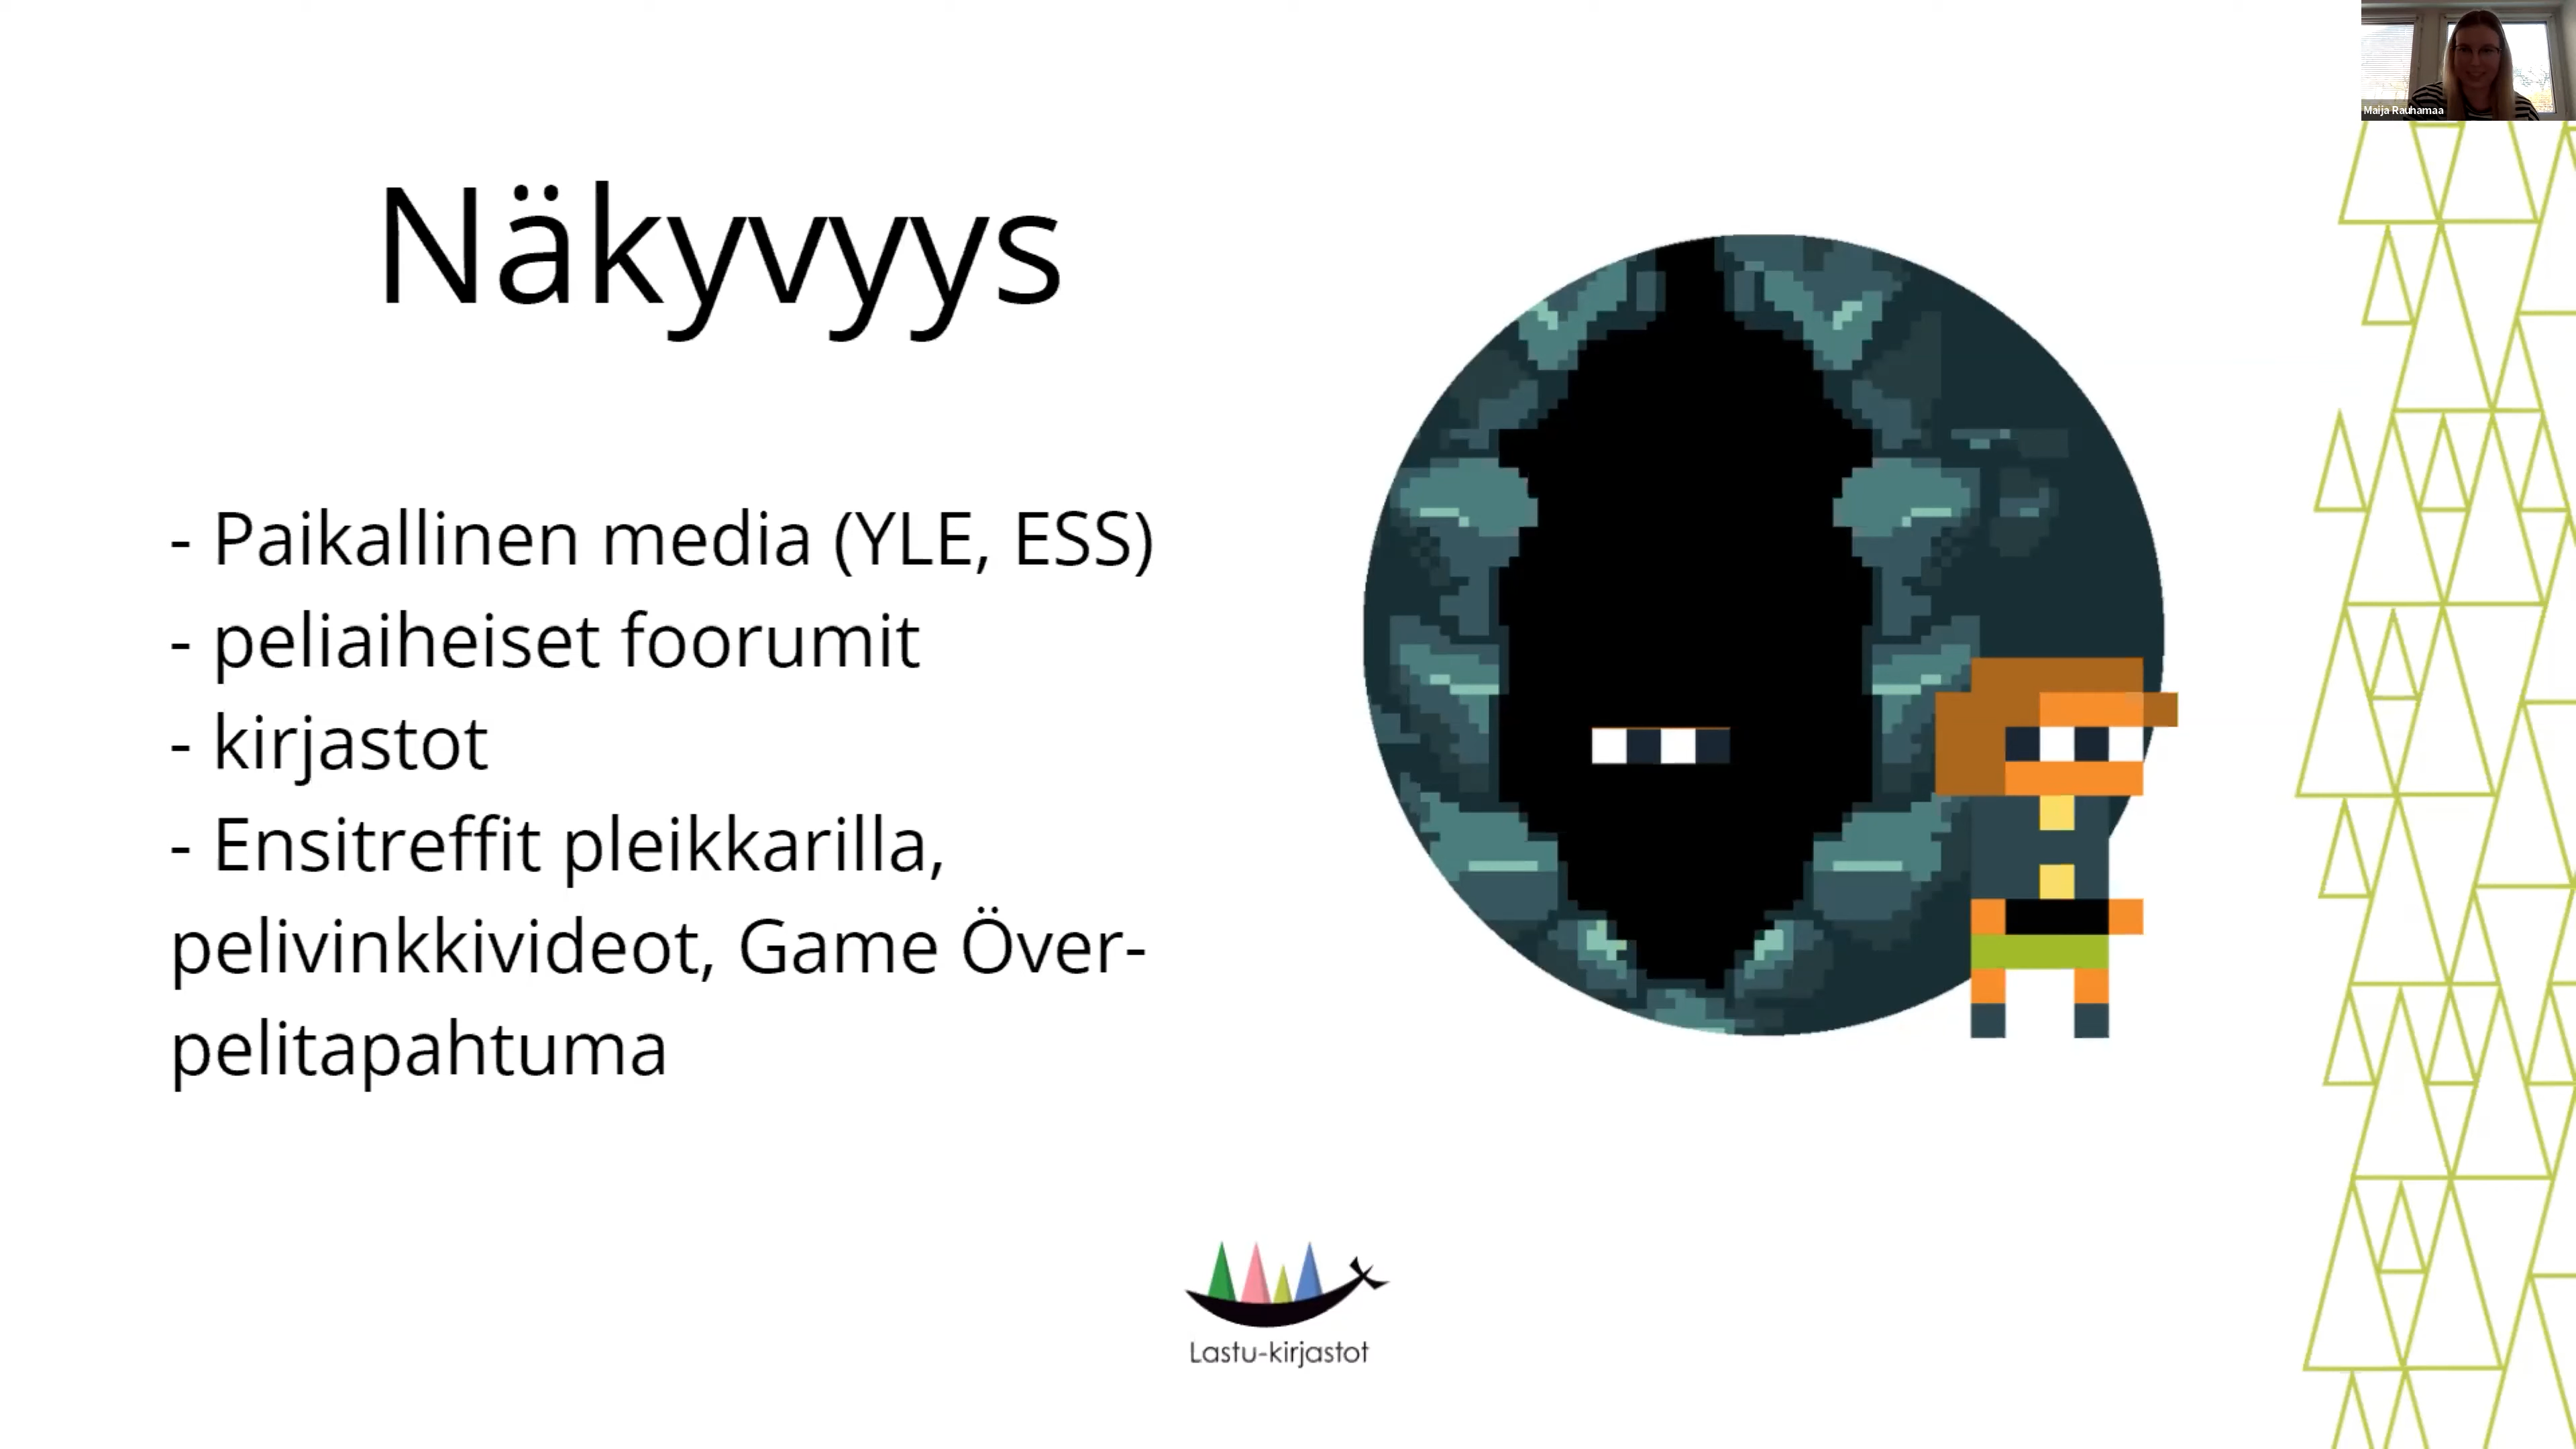 Maija Rauhamaa
Näkyvyys
- Paikallinen media (YLE, ESS)
- peliaiheiset foorumit
- kirjastot
- Ensitreffit pleikkarilla,
pelivinkkivideot, Game Över-
pelitapahtuma
Lastu-kirjastot